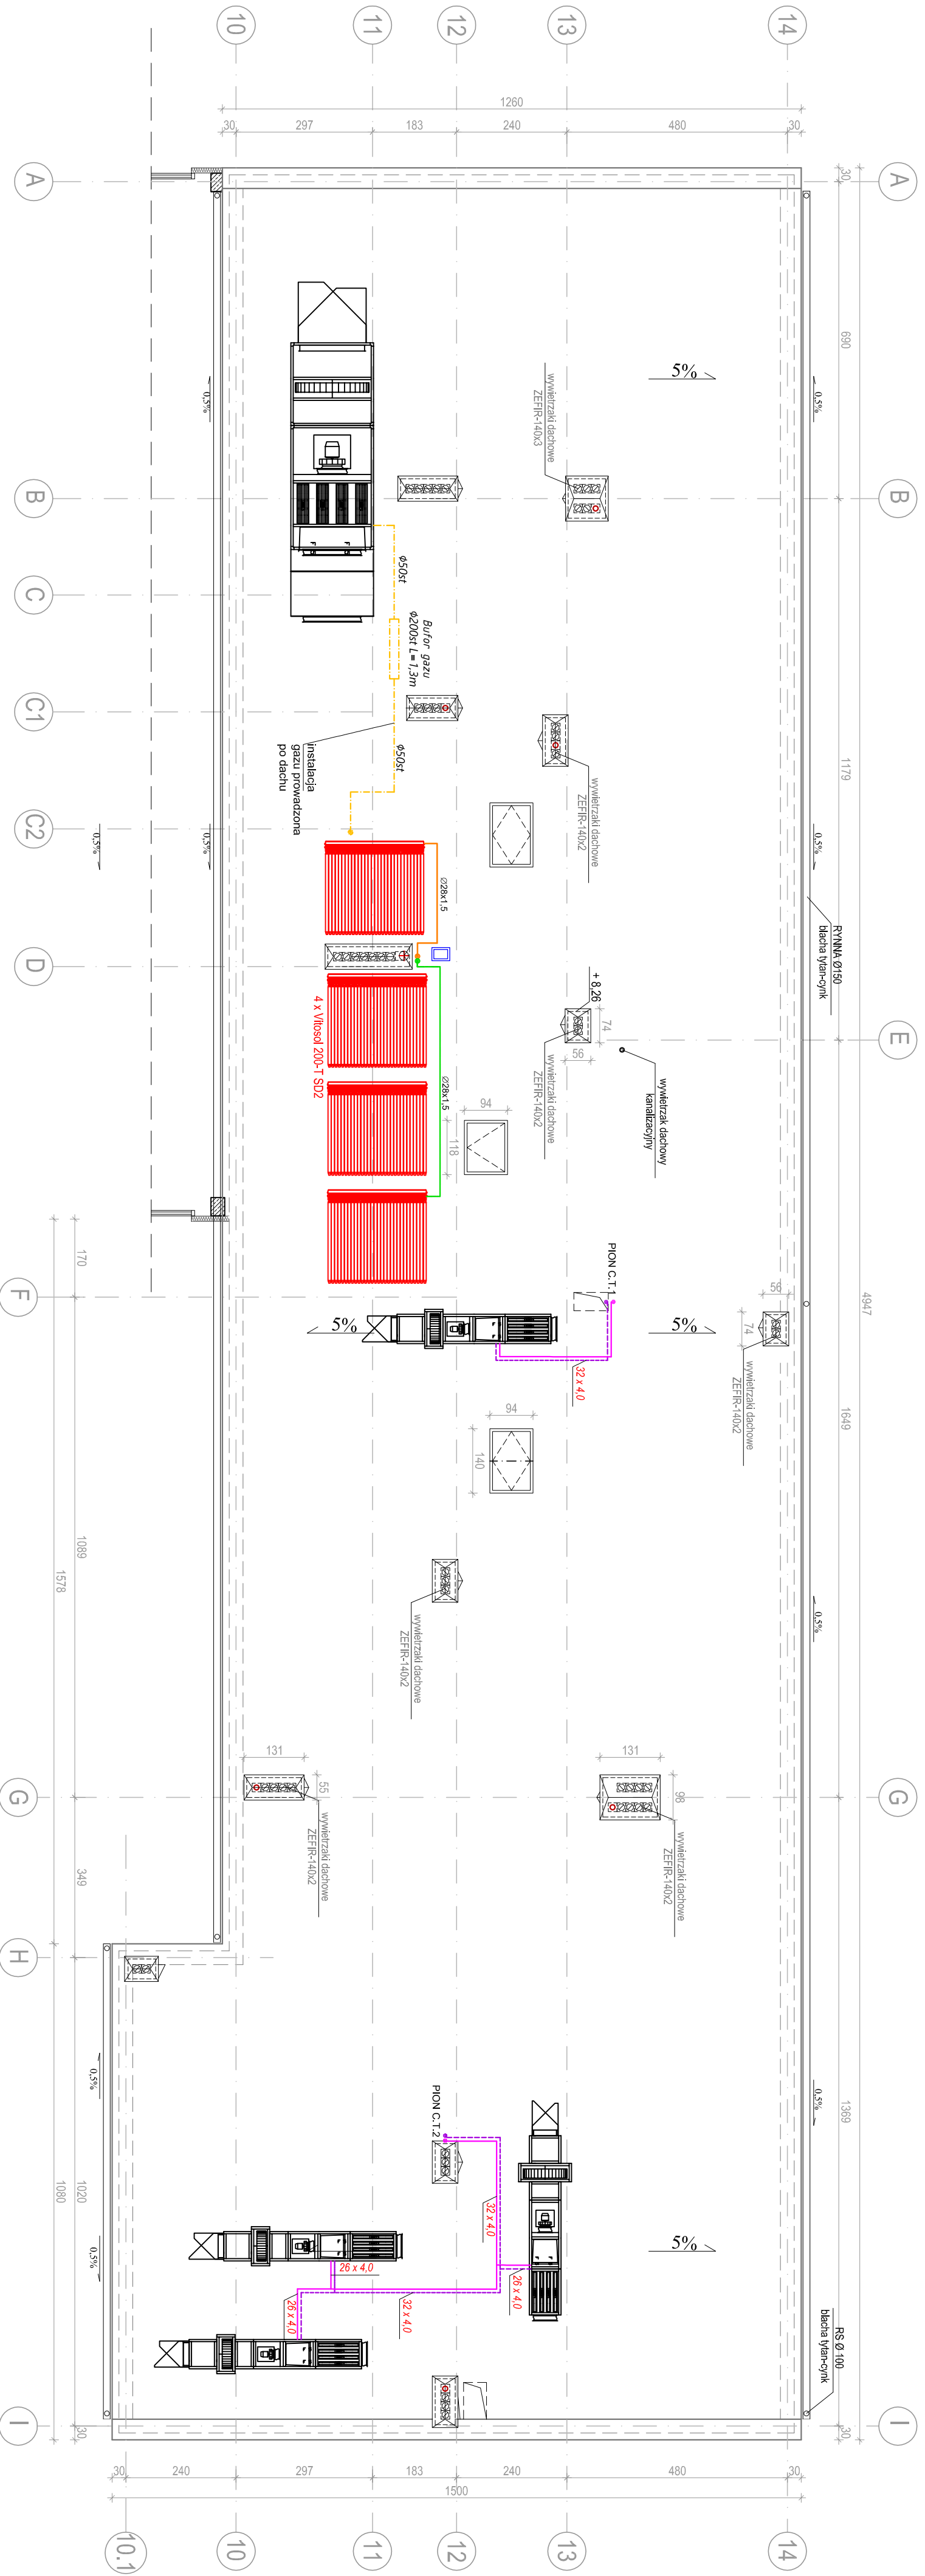 10
11
12
13
14
1260
30
297
183
240
480
30
A
A
30
690
5%
0,5%
0,5%
wywietrzaki dachowe
ZEFIR-140x3
B
B
C
Φ50st
Bufor gazu
Φ200st L=1,3m
C1
Φ50st
instalacja
gazu prowadzona
po dachu
wywietrzaki dachowe
ZEFIR-140x2
1179
C2
0,5%
0,5%
0,5%
Ø28x1,5
RYNNA Ø150
blacha tytan-cynk
D
4 x Vitosol 200-T SD2
+ 8,26
74
56
E
wywietrzaki dachowe
ZEFIR-140x2
wywietrzak dachowy
kanalizacyjny
Ø28x1,5
94
118
170
F
PION C.T.1
4947
5%
5%
56
74
wywietrzaki dachowe
ZEFIR-140x2
32 x 4,0
1649
94
140
1089
1578
0,5%
wywietrzaki dachowe
ZEFIR-140x2
131
55
131
98
G
G
wywietrzaki dachowe
ZEFIR-140x2
wywietrzaki dachowe
ZEFIR-140x2
349
H
0,5%
0,5%
1369
PION C.T.2
32 x 4,0
5%
1020
1080
0,5%
26 x 4,0
26 x 4,0
32 x 4,0
26 x 4,0
RS Ø 100
blacha tytan-cynk
I
I
30
30
30
240
297
183
240
480
30
1500
10.1
10
11
12
13
14